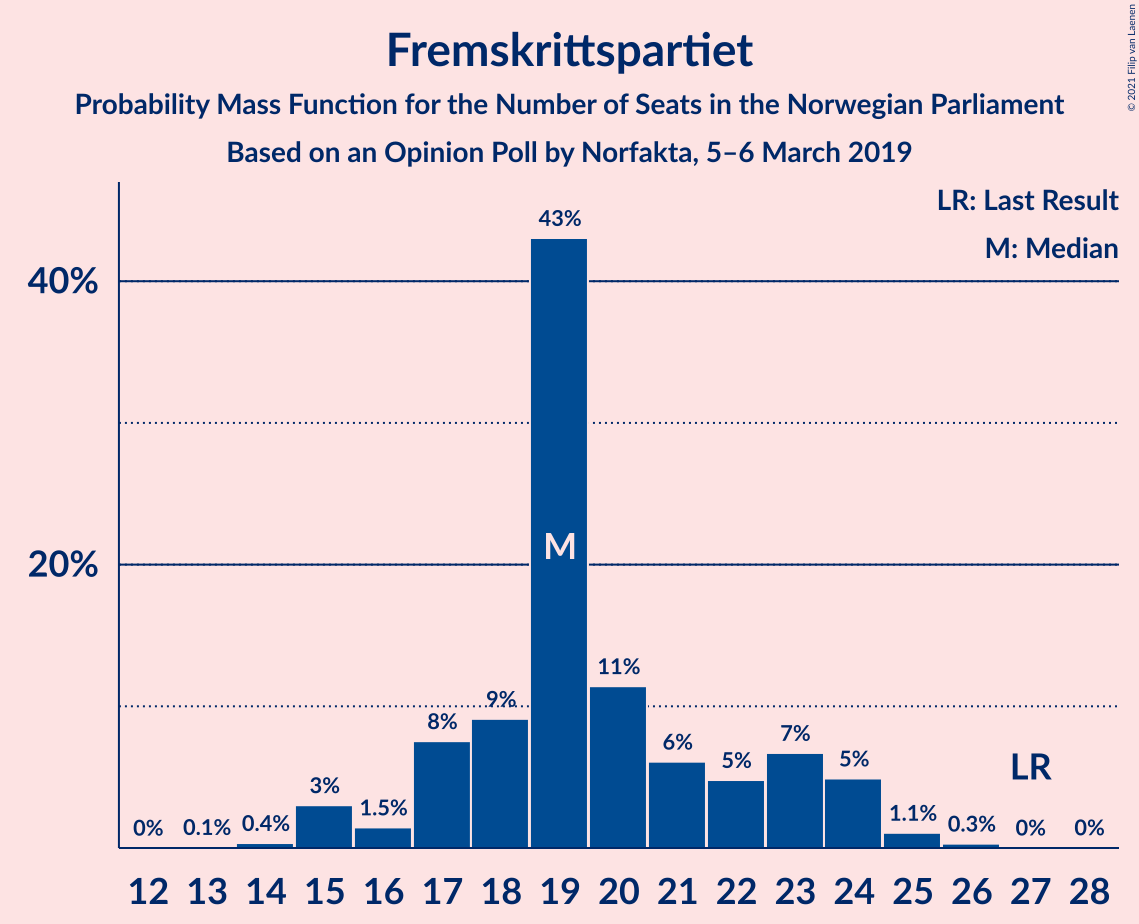 Fremskrittspartiet
Probability Mass Function for the Number of Seats in the Norwegian Parliament
Based on an Opinion Poll by Norfakta, 5–6 March 2019
© 2021 Filip van Laenen
LR: Last Result
M: Median
40%
20%
0% 0.1% 0.4% 3% 1.5% 8% 9% 43% 11% 6% 5% 7% 5% 1.1% 0.3% 0% 0%
M
LR
12 13 14 15 16 17 18 19 20 21 22 23 24 25 26 27 28